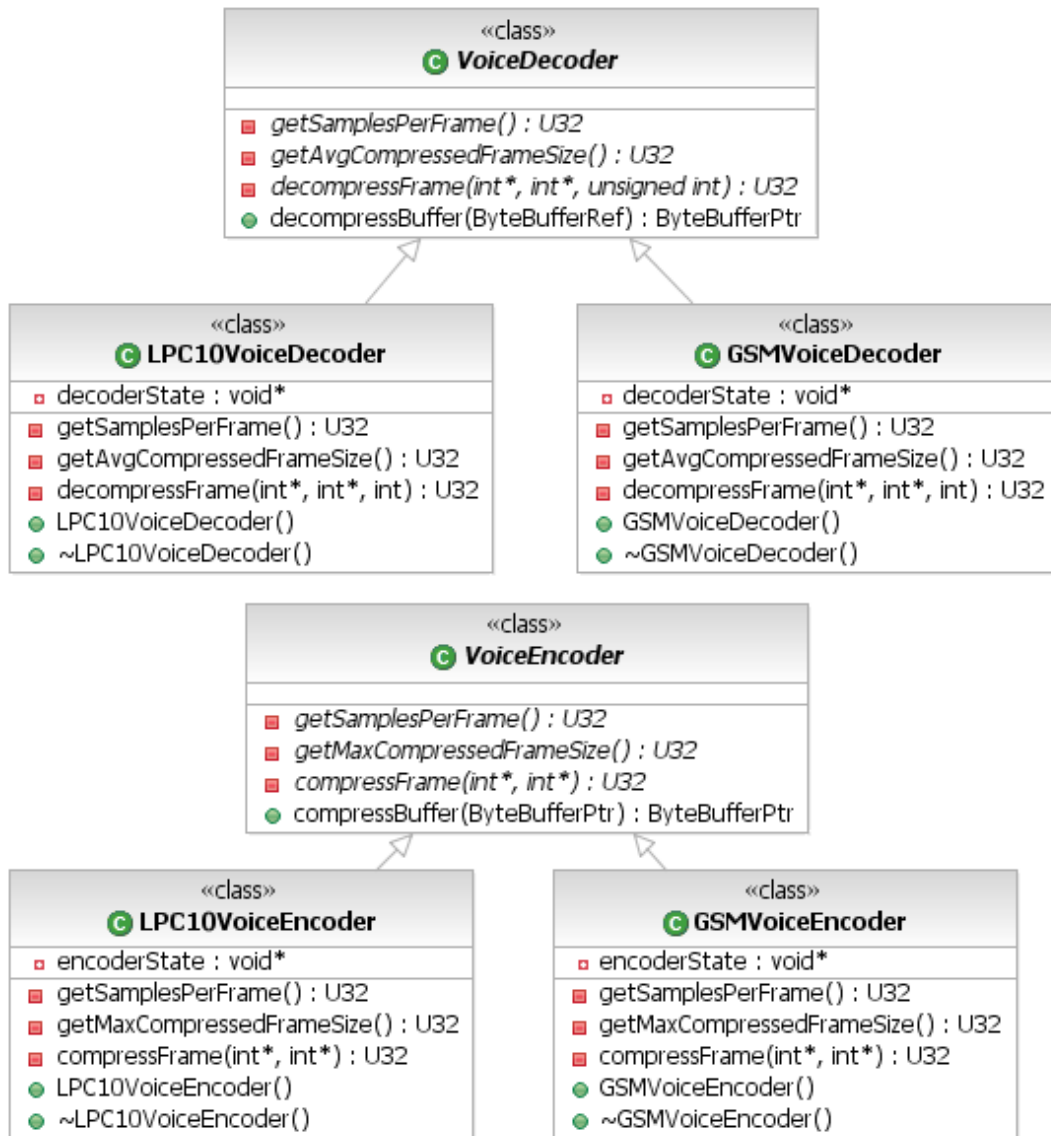 «class»
C VoiceDecoder
getSamplesPerFrame() : U32
getAvgCompressedFrameSize() : U32
decompressFrame(int*, int*, unsigned int) : U32
decompressBuffer(ByteBufferRef) : ByteBufferPtr
«class»
C LPC10VoiceDecoder
decoderState : void*
getSamplesPerFrame() : U32
getAvgCompressedFrameSize() : U32
decompressFrame(int*, int*, int) : U32
LPC10VoiceDecoder()
~LPC10VoiceDecoder()
«class»
C GSMVoiceDecoder
decoderState : void*
getSamplesPerFrame() : U32
getAvgCompressedFrameSize() : U32
decompressFrame(int*, int*, int) : U32
GSMVoiceDecoder()
~GSMVoiceDecoder()
«class»
C VoiceEncoder
getSamplesPerFrame() : U32
getMaxCompressedFrameSize() : U32
compressFrame(int*, int*) : U32
compressBuffer(ByteBufferPtr) : ByteBufferPtr
«class»
C LPC10VoiceEncoder
encoderState : void*
getSamplesPerFrame() : U32
getMaxCompressedFrameSize() : U32
compressFrame(int*, int*) : U32
LPC10VoiceEncoder()
~LPC10VoiceEncoder()
«class»
C GSMVoiceEncoder
encoderState : void*
getSamplesPerFrame() : U32
getMaxCompressedFrameSize() : U32
compressFrame(int*, int*) : U32
GSMVoiceEncoder()
~GSMVoiceEncoder()